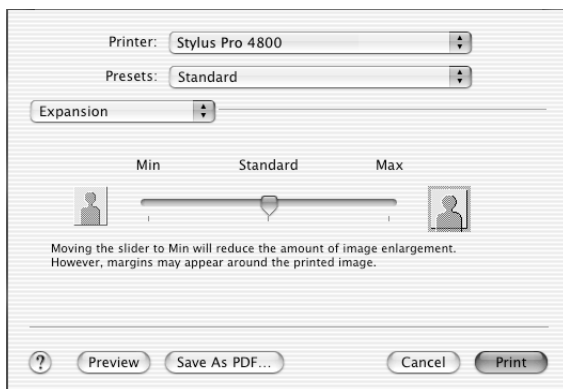 Printer: Stylus Pro 4800
Presets: Standard
Expansion
Min Standard Max
Moving the slider to Min will reduce the amount of image enlargement.
However, margins may appear around the printed image.
? Preview Save As PDF... Cancel Print